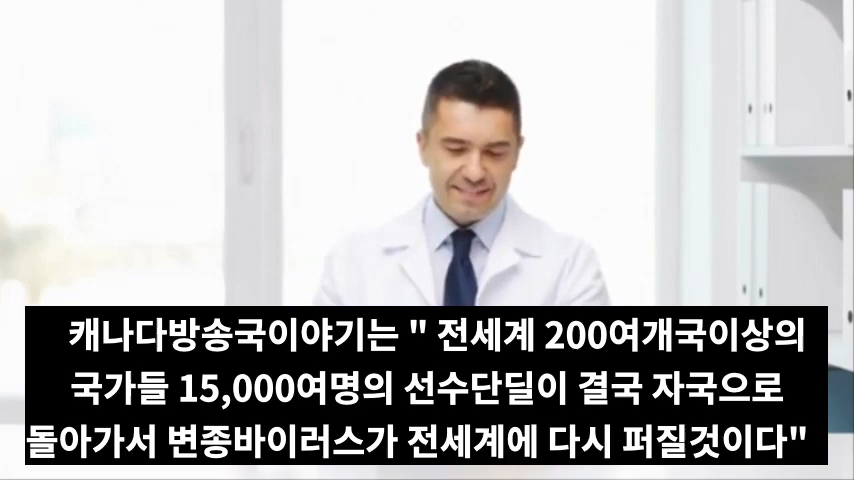 캐나다방송국이야기는 " 전세계 200여개국이상의
국가들 15,000여명의 선수단딜이 결국 자국으로
돌아가서 변종바이러스가 전세계에 다시 퍼질것이다"